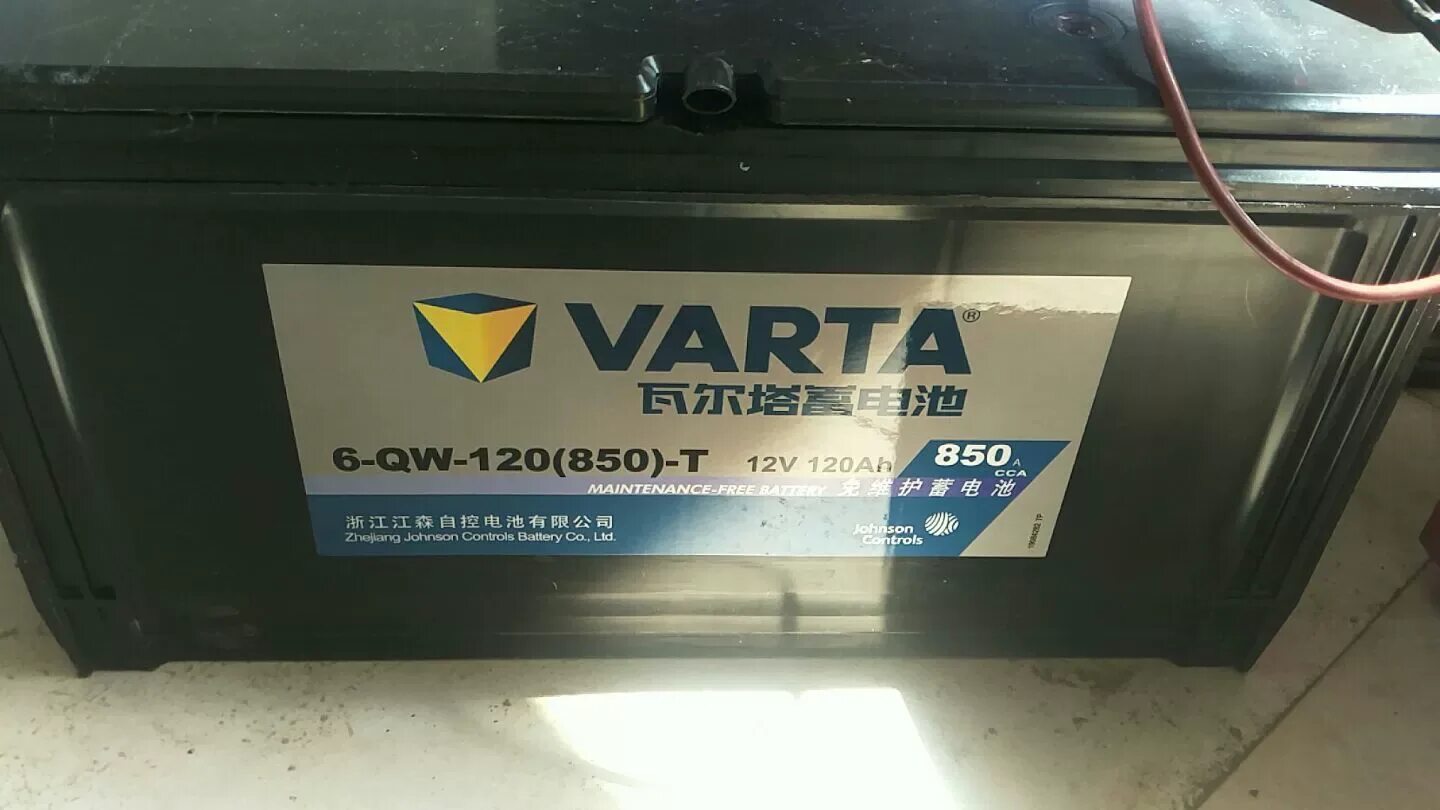 VARTA®
瓦尔塔蓄电池
6-QW-120(850)-T 12V 120Ah 850A CCA
MAINTENANCE-FREE BATTERY 免维护蓄电池
浙江江森自控电池有限公司
Zhejiang Johnson Controls Battery Co., Ltd.
Johnson
Controls